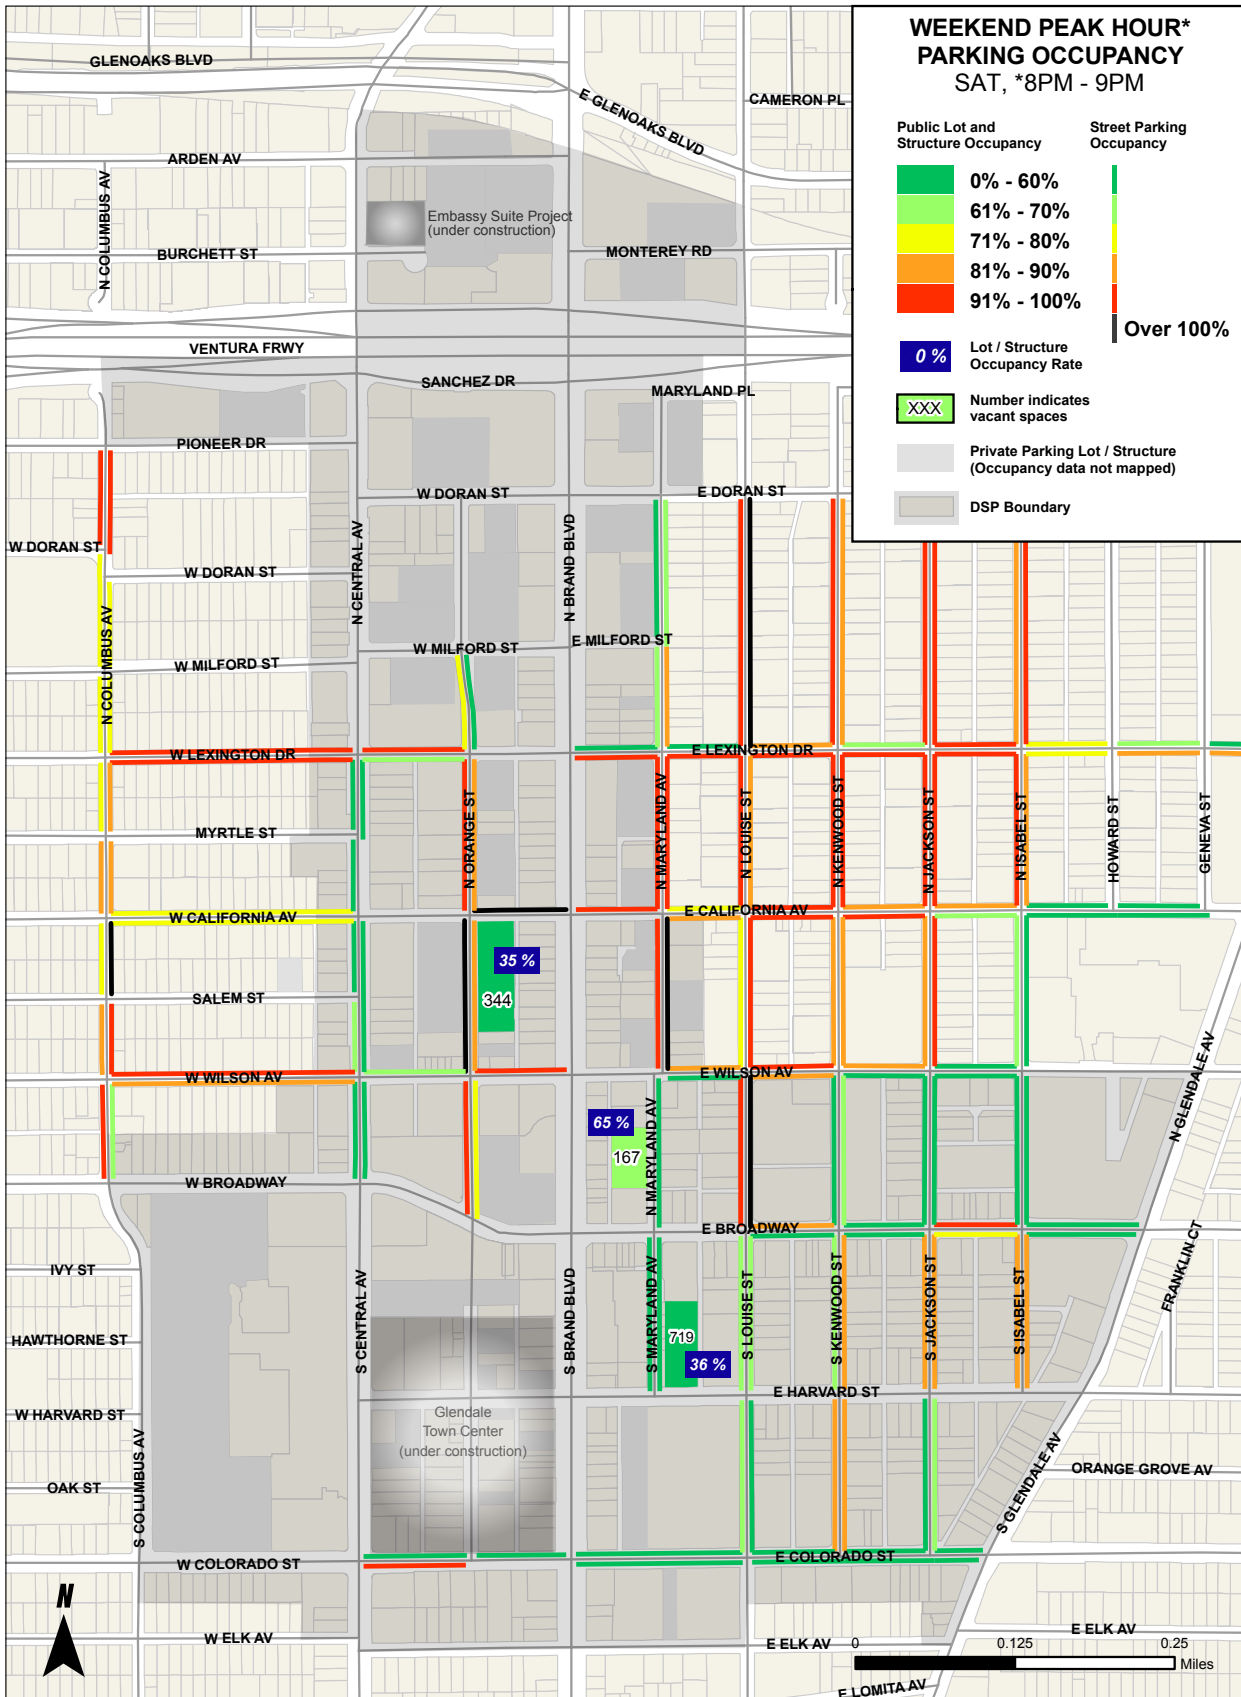 WEEKEND PEAK HOUR*
PARKING OCCUPANCY
SAT, *8PM - 9PM
Public Lot and
Structure Occupancy
Street Parking
Occupancy
0% - 60%
61% - 70%
71% - 80%
81% - 90%
91% - 100%
Over 100%
0 %
Lot / Structure
Occupancy Rate
XXX
Number indicates
vacant spaces
Private Parking Lot / Structure
(Occupancy data not mapped)
DSP Boundary
GLENOAKS BLVD
E GLENOAKS BLVD
CAMERON PL
ARDEN AV
N COLUMBUS AV
Embassy Suite Project
(under construction)
BURCHETT ST
MONTEREY RD
VENTURA FRWY
SANCHEZ DR
MARYLAND PL
PIONEER DR
W DORAN ST
E DORAN ST
W DORAN ST
W DORAN ST
N CENTRAL AV
N BRAND BLVD
N COLUMBUS AV
W MILFORD ST
W MILFORD ST
E MILFORD ST
W LEXINGTON DR
E LEXINGTON DR
MYRTLE ST
N ORANGE ST
N MARYLAND AV
N LOUISE ST
N KENWOOD ST
N JACKSON ST
N ISABEL ST
HOWARD ST
GENEVA ST
W CALIFORNIA AV
E CALIFORNIA AV
35 %
344
SALEM ST
W WILSON AV
E WILSON AV
N GLENDALE AV
65 %
167
N MARYLAND AV
W BROADWAY
E BROADWAY
IVY ST
HAWTHORNE ST
W HARVARD ST
OAK ST
S COLUMBUS AV
S CENTRAL AV
S BRAND BLVD
S MARYLAND AV
719
36 %
S LOUISE ST
S KENWOOD ST
S JACKSON ST
S ISABEL ST
FRANKLIN CT
E HARVARD ST
Glendale
Town Center
(under construction)
S GLENDALE AV
ORANGE GROVE AV
W COLORADO ST
E COLORADO ST
N
W ELK AV
E ELK AV
E ELK AV
E LOMITA AV
0
0.125
0.25
Miles